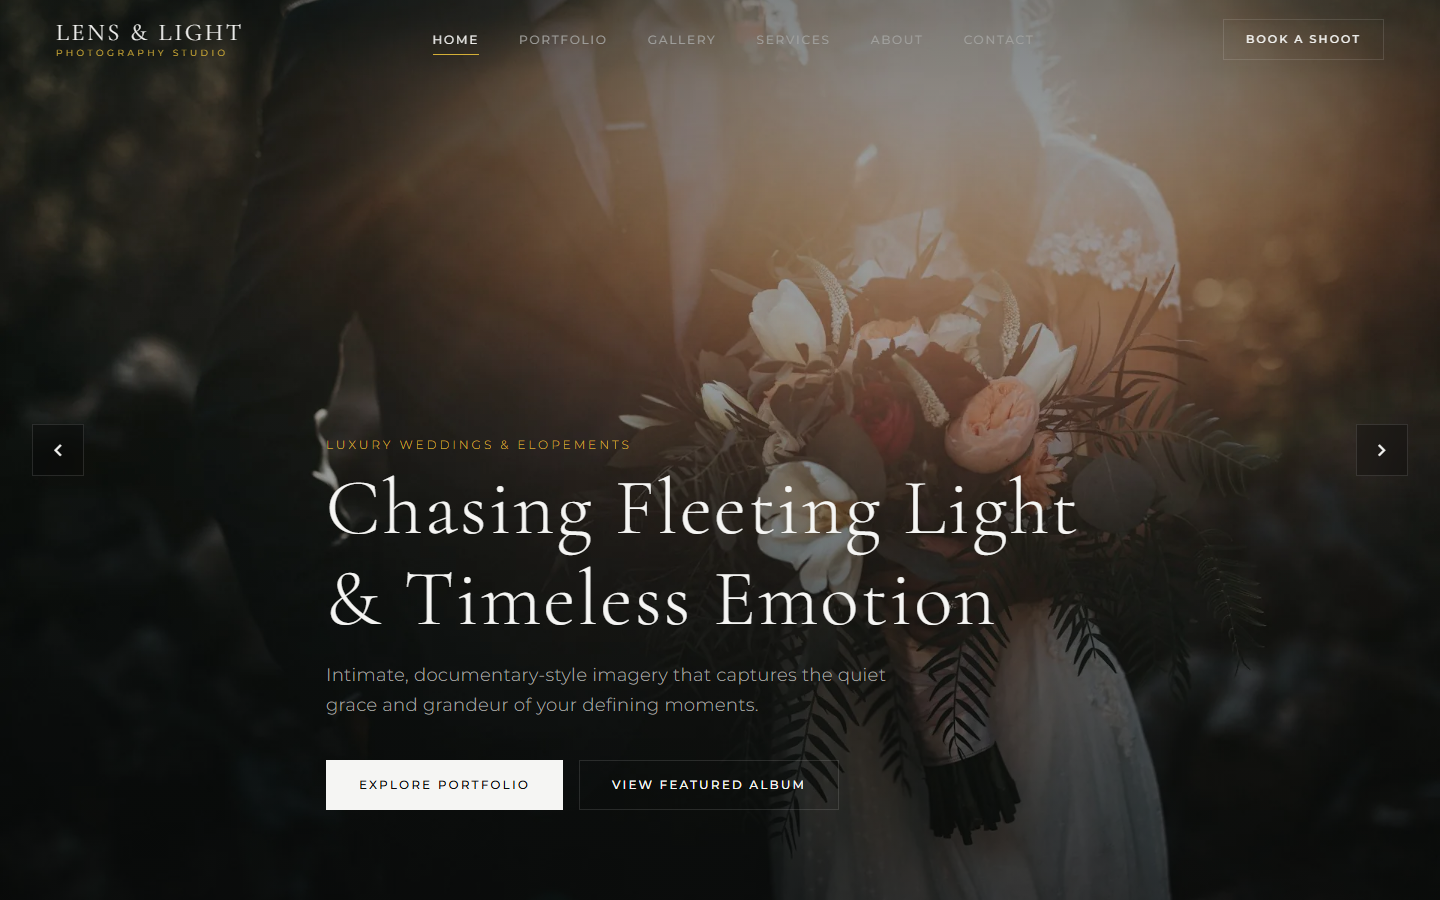 LENS & LIGHT
PHOTOGRAPHY STUDIO
HOME PORTFOLIO GALLERY SERVICES ABOUT CONTACT
BOOK A SHOOT
LUXURY WEDDINGS & ELOPEMENTS
Chasing Fleeting Light
& Timeless Emotion
Intimate, documentary-style imagery that captures the quiet
grace and grandeur of your defining moments.
EXPLORE PORTFOLIO VIEW FEATURED ALBUM